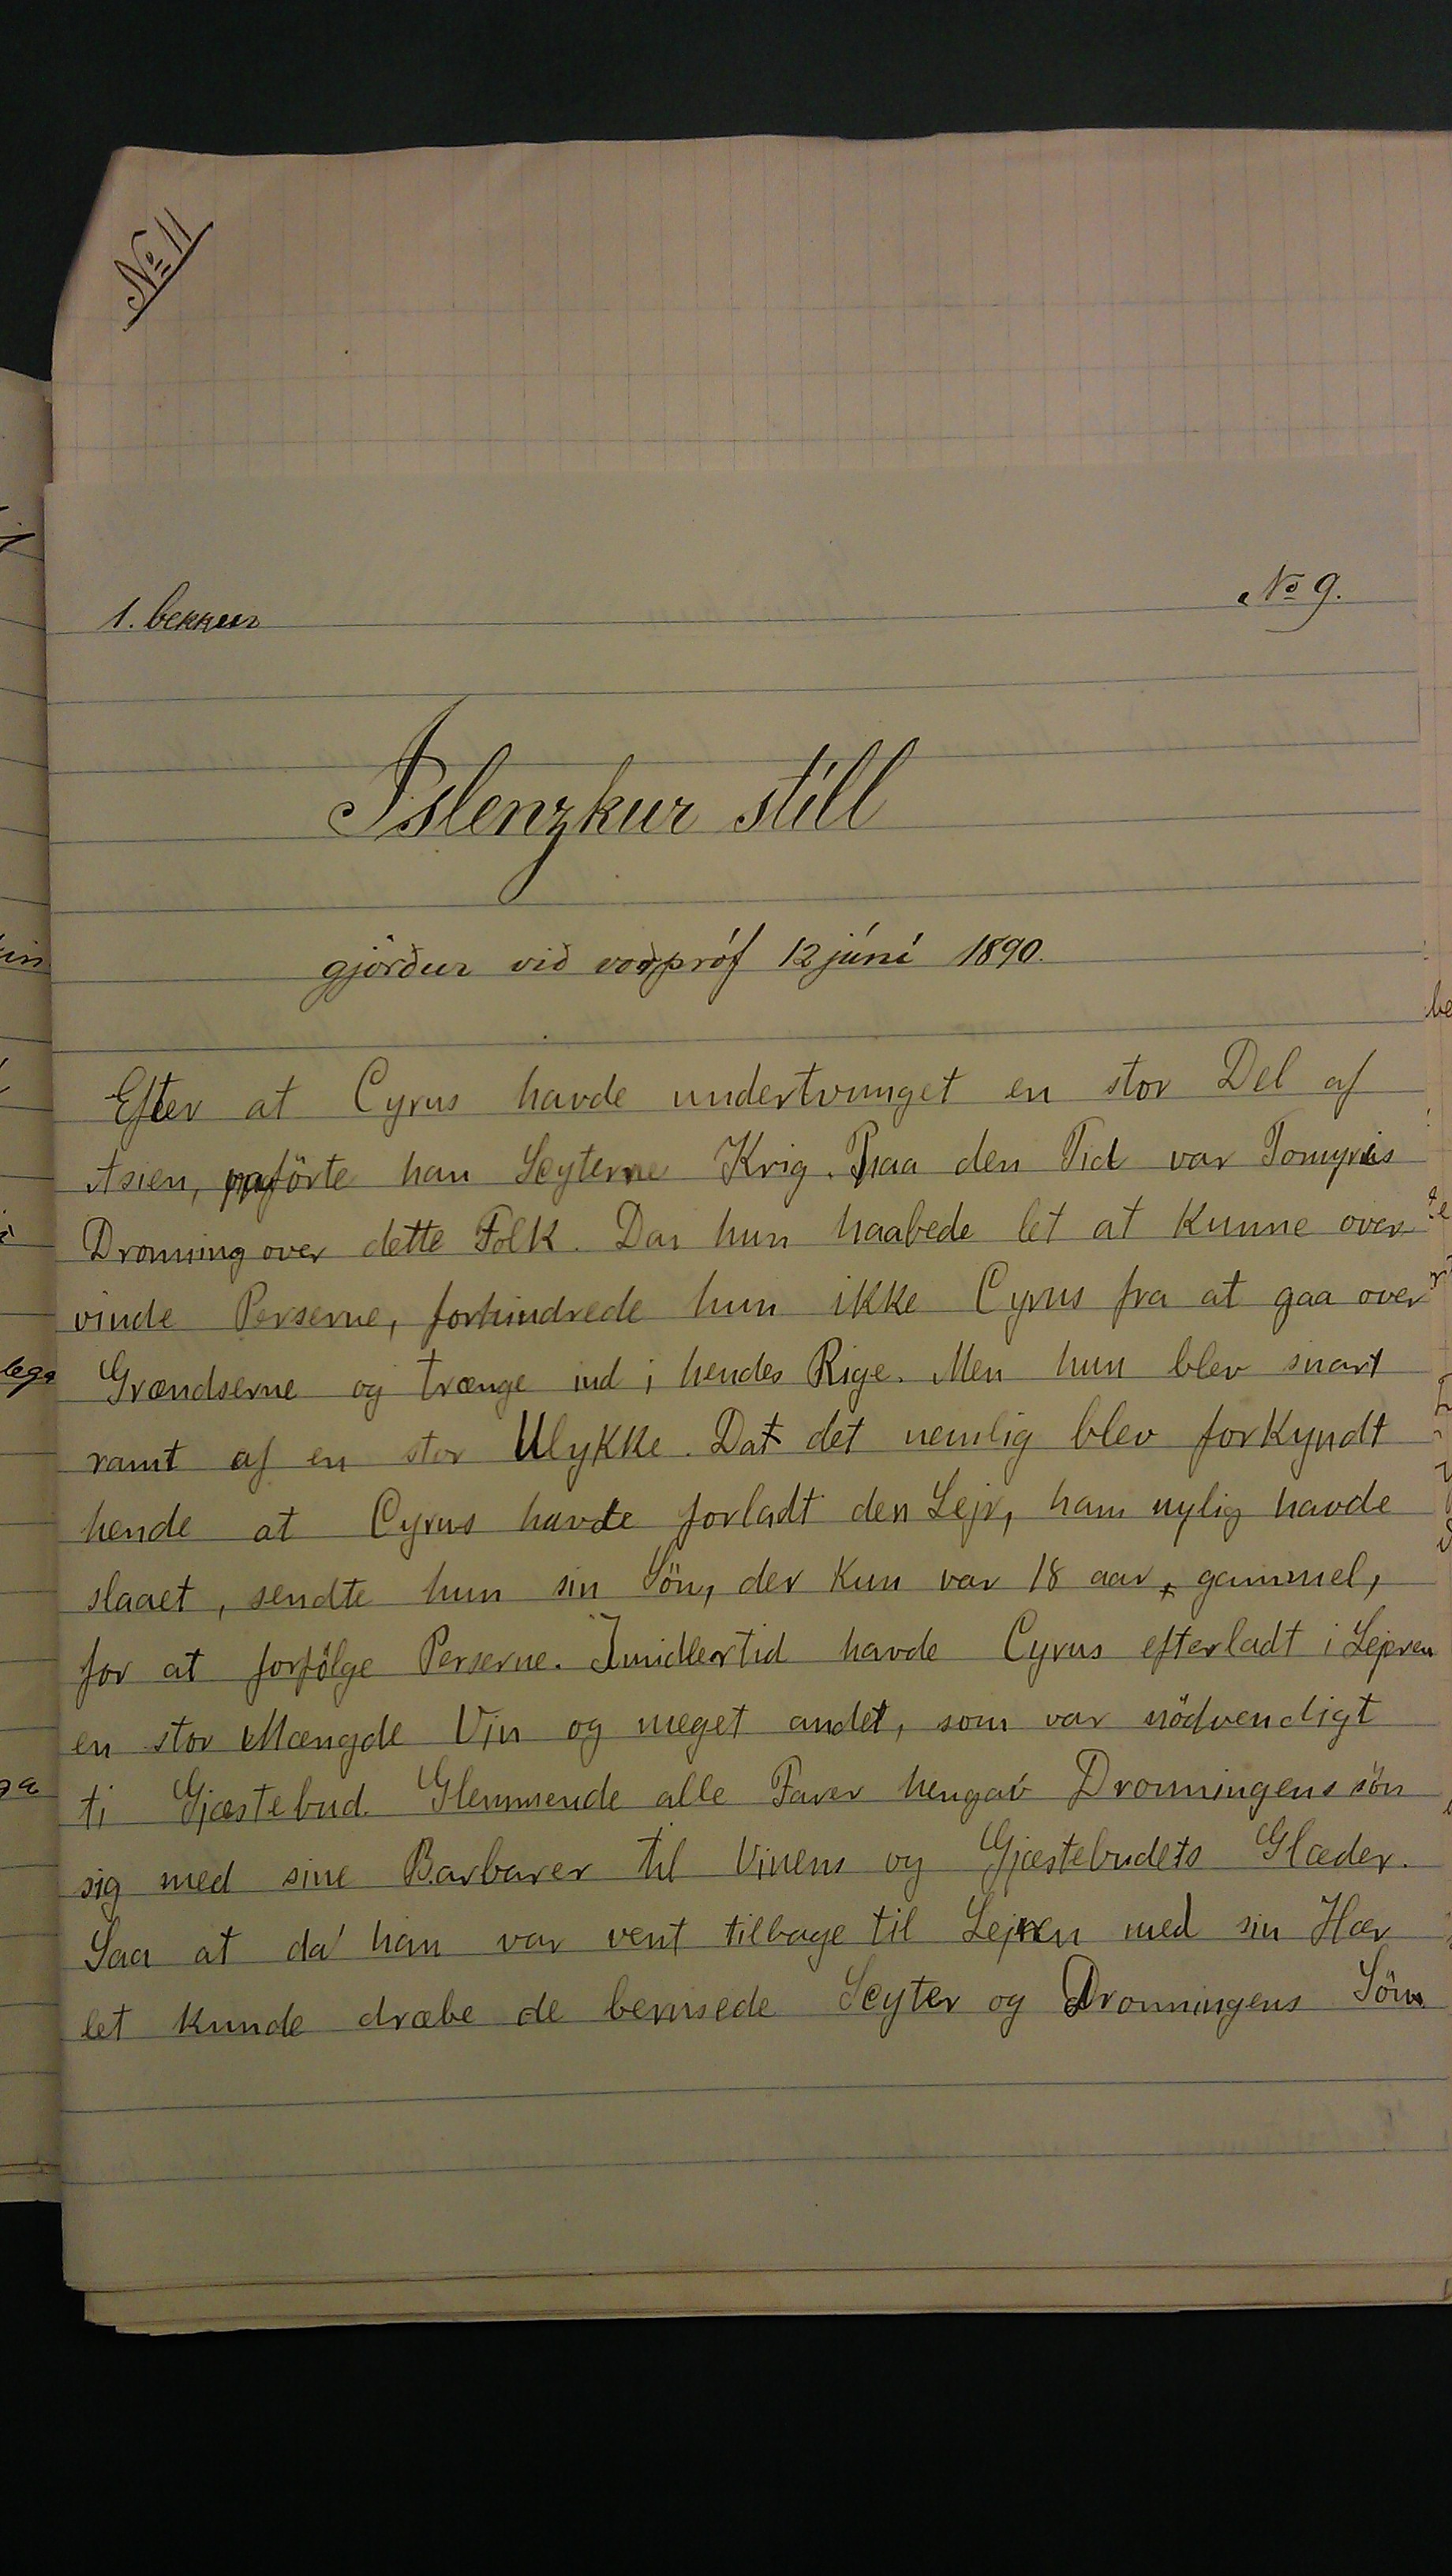 No 11
1. bekkur
No 9.
Íslenzkur stíll
gjörður við vorpróf 12 júní 1890.
Efter at Cyrus havde undertvunget en stor Del af
Asien, paaförte han Scyterne Krig. Paa den Tid var Tomyris
Dronning over dette Folk. Da hun haabede let at kunne over
vinde Perserne, forhindrede hun ikke Cyrus fra at gaa over
Grændserne og trænge ind i hendes Rige. Men hun blev snart
ramt af en stor Ulykke. Dat det nemlig blev forkyndt
hende at Cyrus havde forladt den Lejr, ham nylig havde
slaaet, sendte hun sin Sön, der kun var 18 aar gammel,
for at forfölge Perserne. Imidlertid havde Cyrus efterladt i Lejren
en stor Mængde Vin og meget andet, som var nödvendigt
ti Gjæstebud. Glemmende alle Farer hengav Dronningens sön
sig med sine Barbarer til Vinens og Gjæstebudets Glæder.
Saa at da han var vent tilbage til Lejren med sin Hær
let kunde dræbe de berusede Scyter og Dronningens Sön